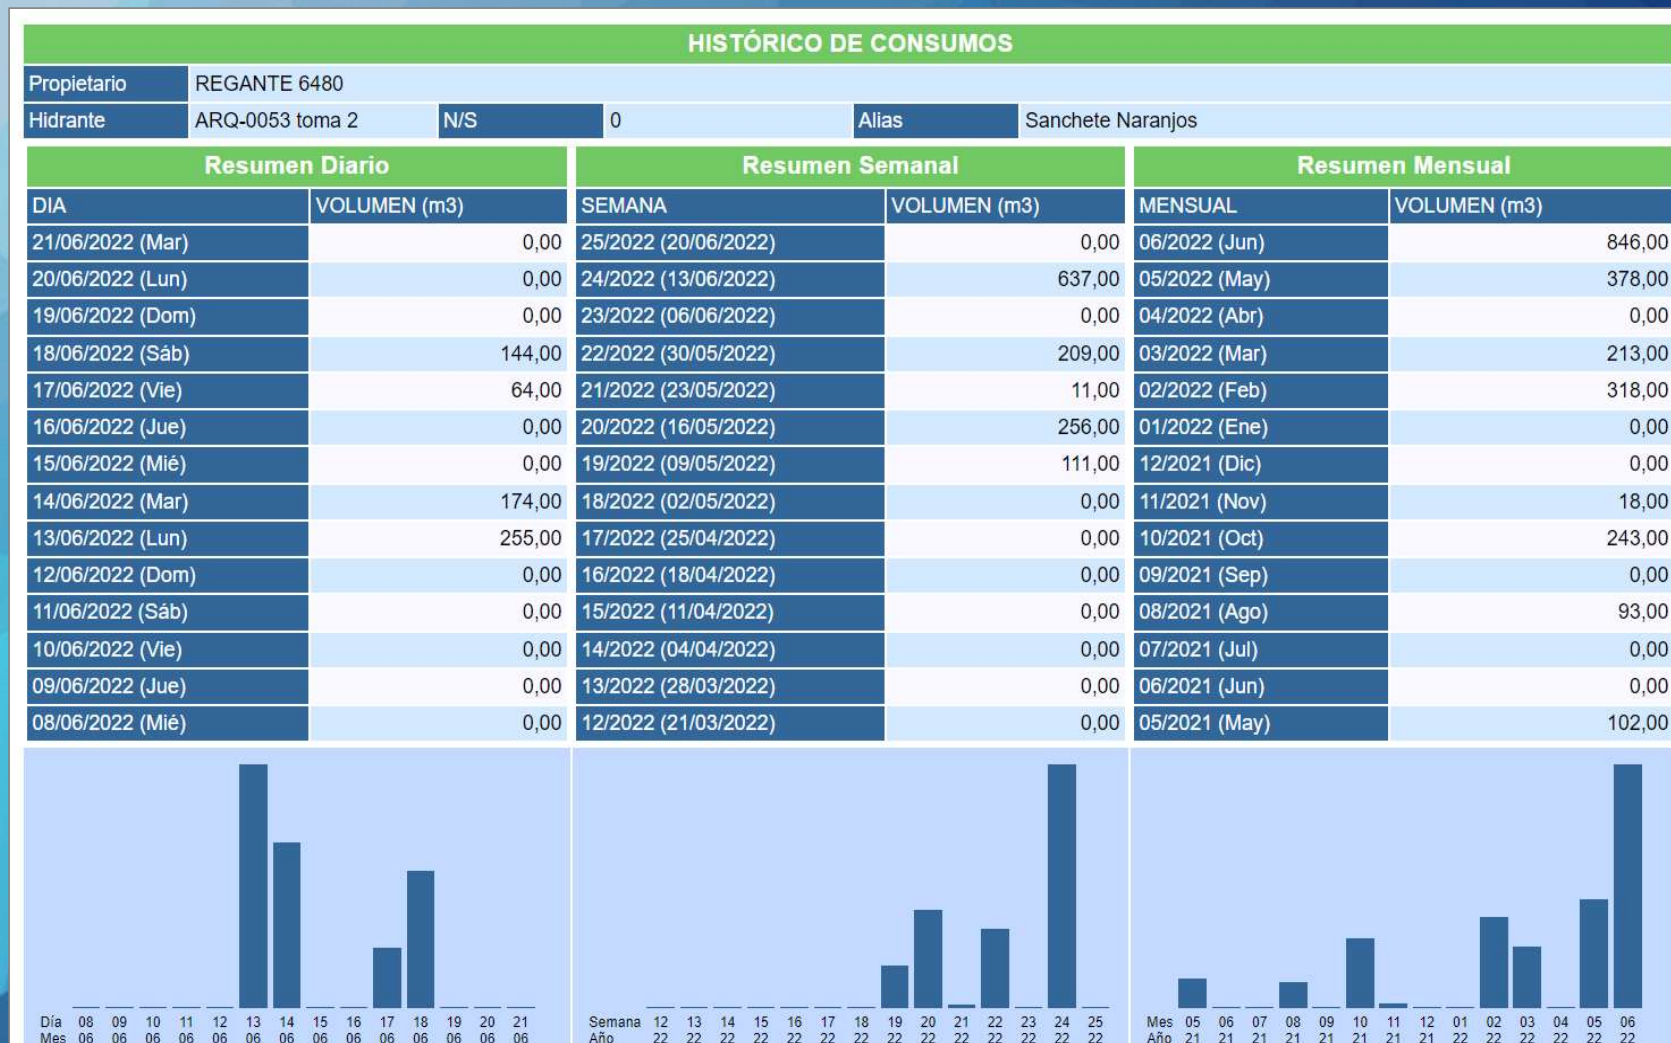 HISTÓRICO DE CONSUMOS
Propietario REGANTE 6480
Hidrante ARQ-0053 toma 2 N/S 0 Alias Sanchete Naranjos
Resumen Diario Resumen Semanal Resumen Mensual
DIA VOLUMEN (m3) SEMANA VOLUMEN (m3) MENSUAL VOLUMEN (m3)
21/06/2022 (Mar) 0,00 25/2022 (20/06/2022) 0,00 06/2022 (Jun) 846,00
20/06/2022 (Lun) 0,00 24/2022 (13/06/2022) 637,00 05/2022 (May) 378,00
19/06/2022 (Dom) 0,00 23/2022 (06/06/2022) 0,00 04/2022 (Abr) 0,00
18/06/2022 (Sáb) 144,00 22/2022 (30/05/2022) 209,00 03/2022 (Mar) 213,00
17/06/2022 (Vie) 64,00 21/2022 (23/05/2022) 11,00 02/2022 (Feb) 318,00
16/06/2022 (Jue) 0,00 20/2022 (16/05/2022) 256,00 01/2022 (Ene) 0,00
15/06/2022 (Mié) 0,00 19/2022 (09/05/2022) 111,00 12/2021 (Dic) 0,00
14/06/2022 (Mar) 174,00 18/2022 (02/05/2022) 0,00 11/2021 (Nov) 18,00
13/06/2022 (Lun) 255,00 17/2022 (25/04/2022) 0,00 10/2021 (Oct) 243,00
12/06/2022 (Dom) 0,00 16/2022 (18/04/2022) 0,00 09/2021 (Sep) 0,00
11/06/2022 (Sáb) 0,00 15/2022 (11/04/2022) 0,00 08/2021 (Ago) 93,00
10/06/2022 (Vie) 0,00 14/2022 (04/04/2022) 0,00 07/2021 (Jul) 0,00
09/06/2022 (Jue) 0,00 13/2022 (28/03/2022) 0,00 06/2021 (Jun) 0,00
08/06/2022 (Mié) 0,00 12/2022 (21/03/2022) 0,00 05/2021 (May) 102,00
Día 08 09 10 11 12 13 14 15 16 17 18 19 20 21 Semana 12 13 14 15 16 17 18 19 20 21 22 23 24 25 Mes 05 06 07 08 09 10 11 12 01 02 03 04 05 06
Mes 06 06 06 06 06 06 06 06 06 06 06 06 06 06 Año 22 22 22 22 22 22 22 22 22 22 22 22 22 22 Año 21 21 21 21 21 21 21 21 22 22 22 22 22 22